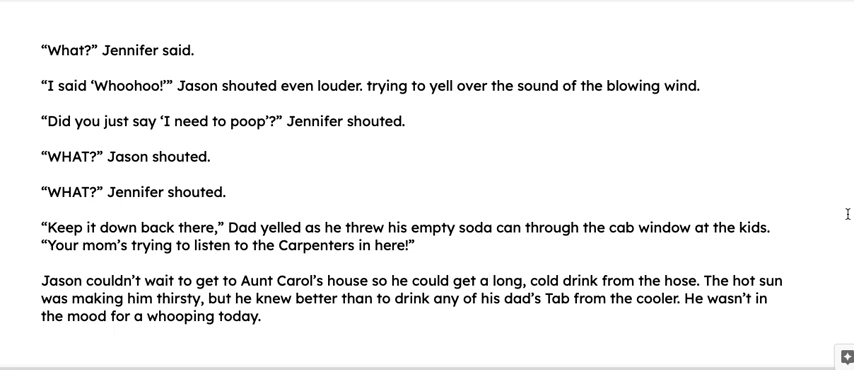 “What?” Jennifer said.
“I said ‘Whoohoo!’” Jason shouted even louder. trying to yell over the sound of the blowing wind.
“Did you just say ‘I need to poop’?” Jennifer shouted.
“WHAT?” Jason shouted.
“WHAT?” Jennifer shouted.
“Keep it down back there,” Dad yelled as he threw his empty soda can through the cab window at the kids.
“Your mom’s trying to listen to the Carpenters in here!”
Jason couldn’t wait to get to Aunt Carol’s house so he could get a long, cold drink from the hose. The hot sun
was making him thirsty, but he knew better than to drink any of his dad’s Tab from the cooler. He wasn’t in
the mood for a whooping today.